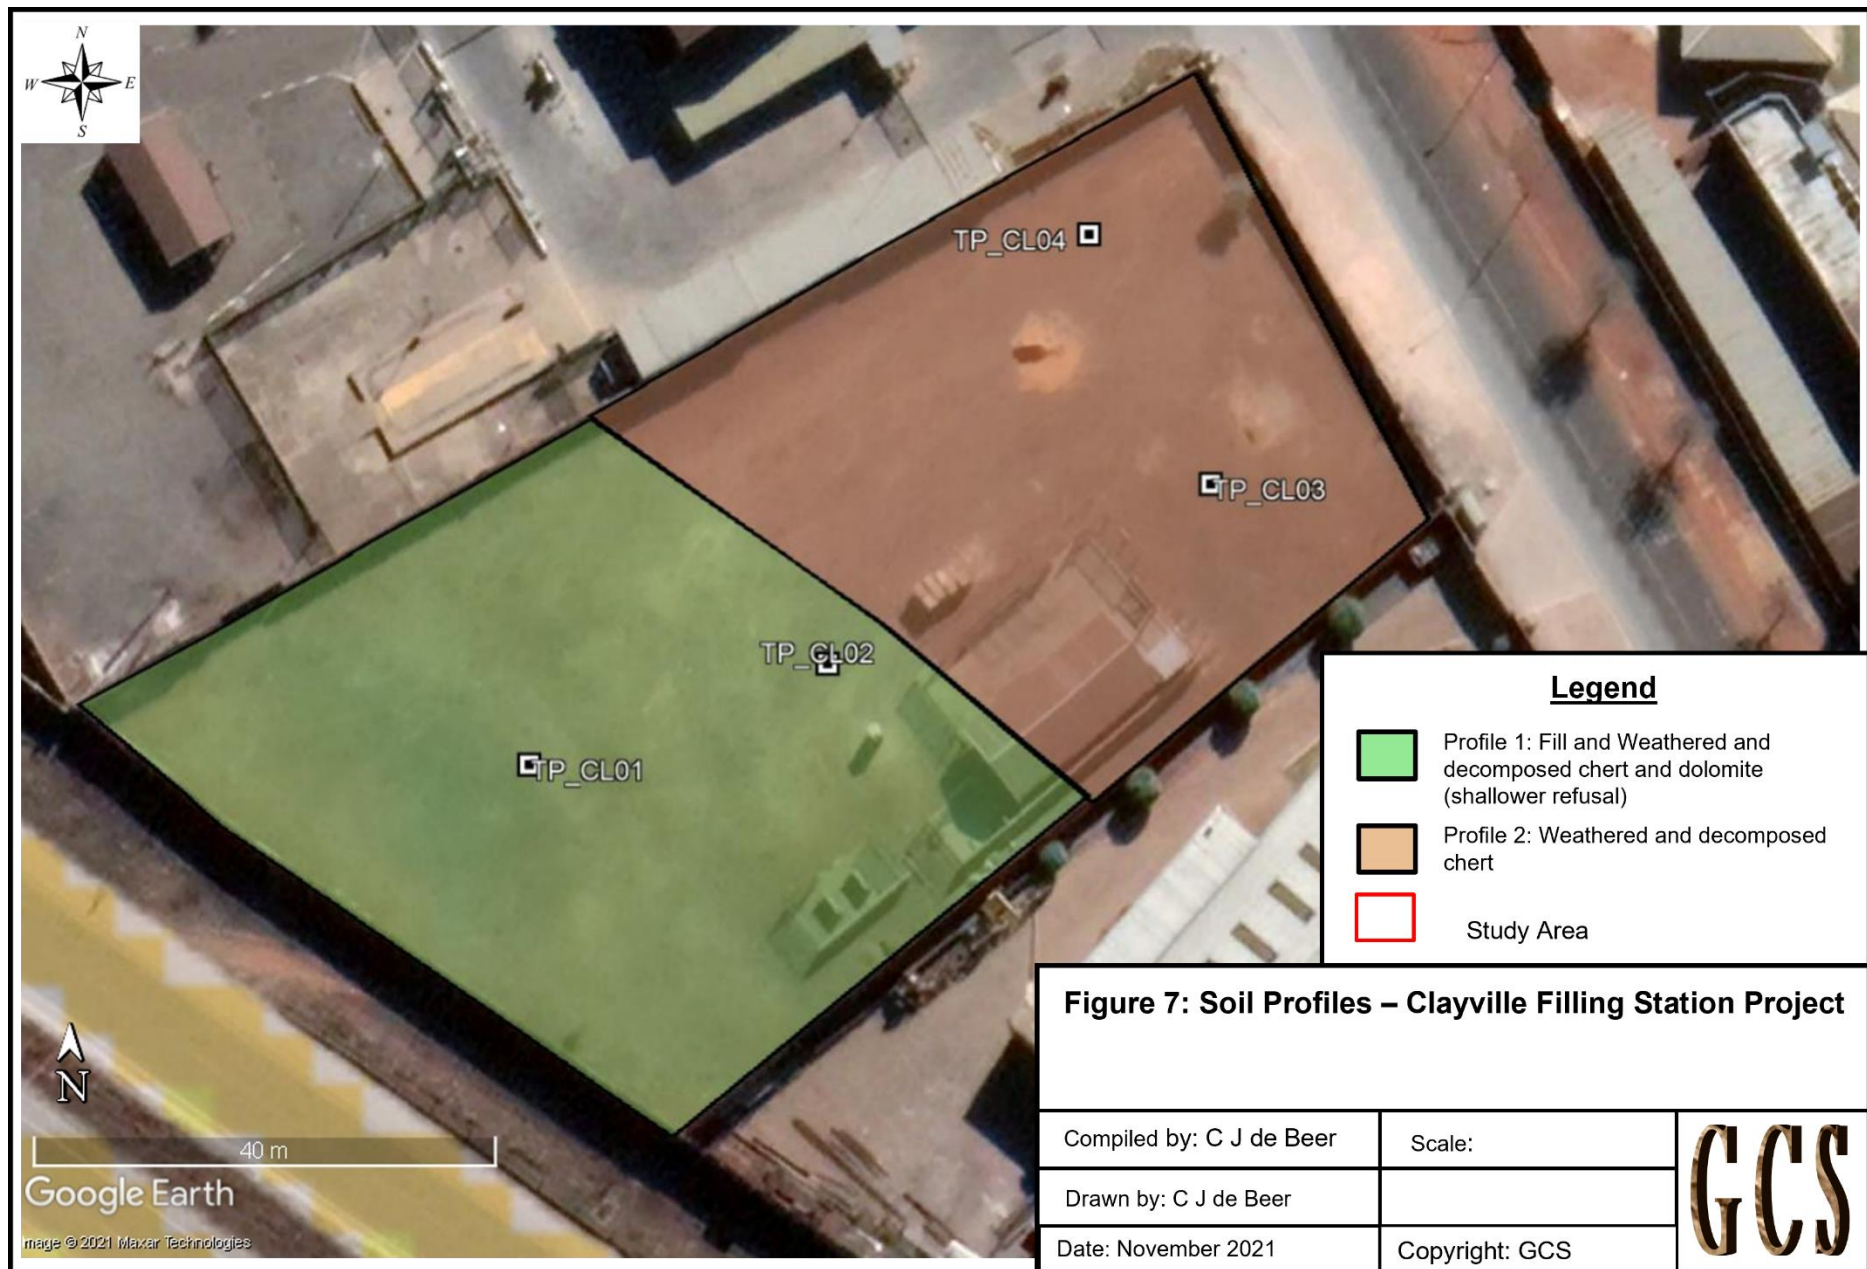 N
W E
S
TP_CL04
TP_CL03
TP_CL02
TP_CL01
Legend
Profile 1: Fill and Weathered and
decomposed chert and dolomite
(shallower refusal)
Profile 2: Weathered and decomposed
chert
Study Area
Figure 7: Soil Profiles – Clayville Filling Station Project
Compiled by: C J de Beer
Scale:
Drawn by: C J de Beer
Date: November 2021
Copyright: GCS
GCS
N
40 m
Google Earth
mage © 2021 Maxar Technologies